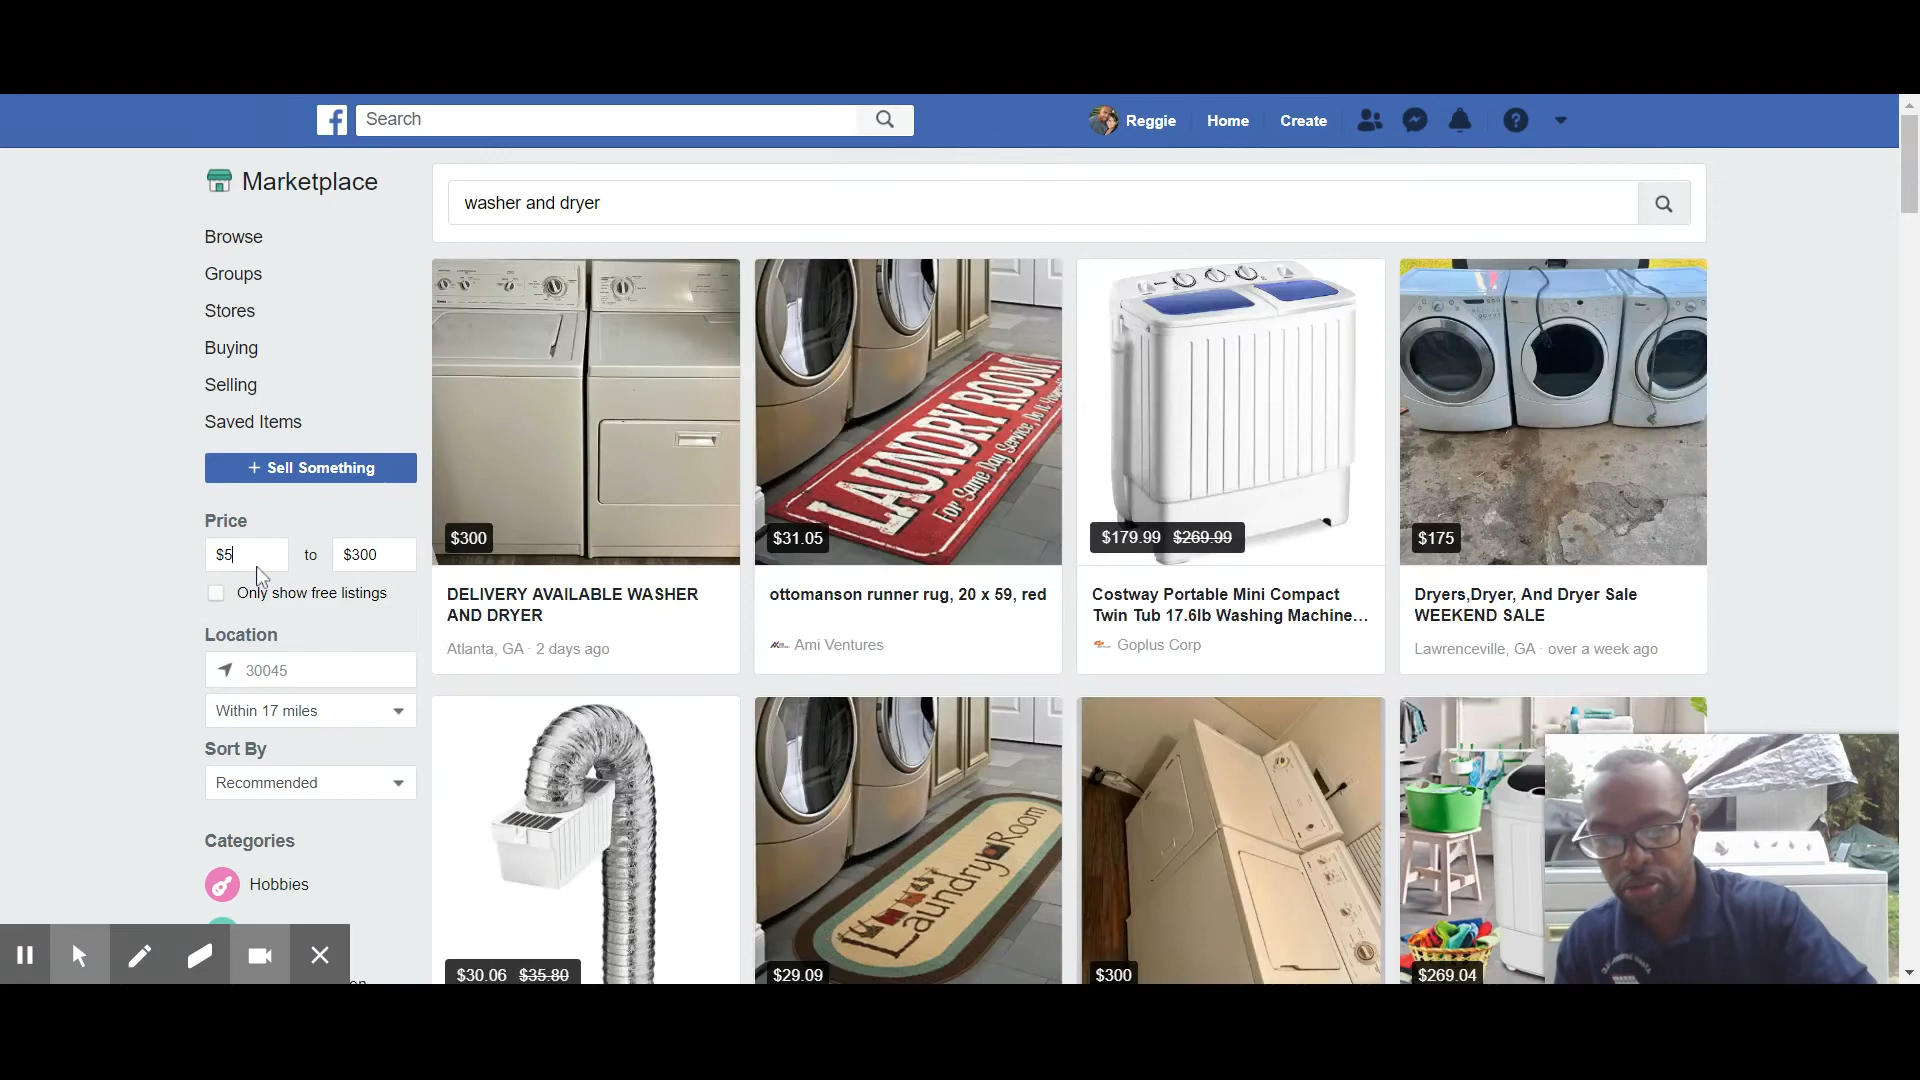 Search
Reggie
Home
Create
Marketplace
washer and dryer
Browse
Groups
Stores
Buying
Selling
Saved Items
+ Sell Something
Price
$5 to $300
Only show free listings
Location
30045
Within 17 miles
Sort By
Recommended
Categories
Hobbies
$300
DELIVERY AVAILABLE WASHER
AND DRYER
Atlanta, GA · 2 days ago
LAUNDRY ROOM
For Same Day Service, Do it Yourself
$31.05
ottomanson runner rug, 20 x 59, red
Ami Ventures
$179.99 $269.99
Costway Portable Mini Compact
Twin Tub 17.6lb Washing Machine...
Goplus Corp
$175
Dryers,Dryer, And Dryer Sale
WEEKEND SALE
Lawrenceville, GA · over a week ago
$30.06 $35.80
Laundry Room
$29.09
$300
$269.04